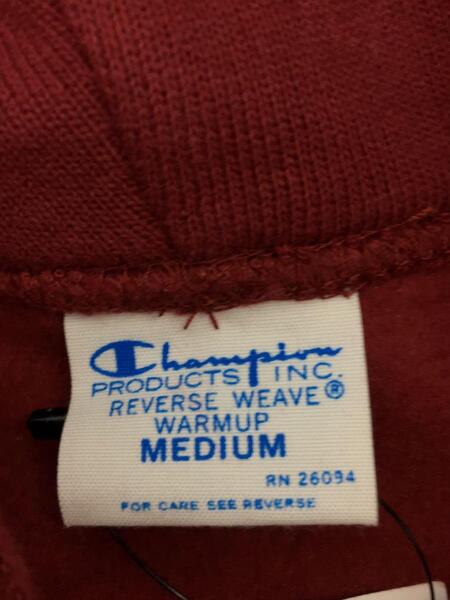 Champion
PRODUCTS INC.
REVERSE WEAVE®
WARMUP
MEDIUM
RN 26094
FOR CARE SEE REVERSE